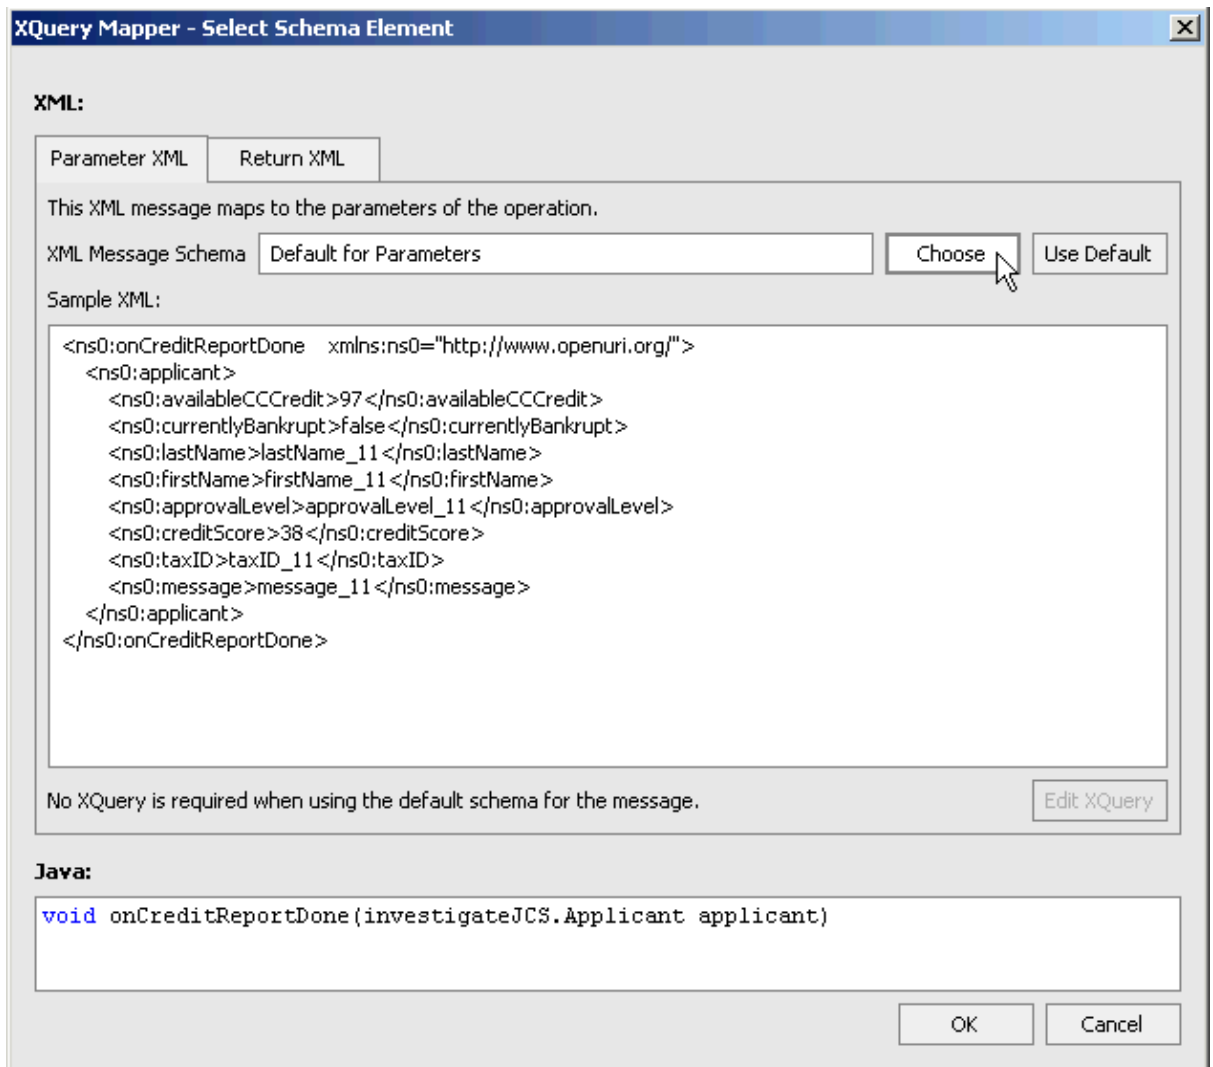 XQuery Mapper - Select Schema Element
XML:
Parameter XML
Return XML
This XML message maps to the parameters of the operation.
XML Message Schema
Default for Parameters
Choose
Use Default
Sample XML:
<ns0:onCreditReportDone    xmlns:ns0="http://www.openuri.org/">
  <ns0:applicant>
    <ns0:availableCCCredit>97</ns0:availableCCCredit>
    <ns0:currentlyBankrupt>false</ns0:currentlyBankrupt>
    <ns0:lastName>lastName_11</ns0:lastName>
    <ns0:firstName>firstName_11</ns0:firstName>
    <ns0:approvalLevel>approvalLevel_11</ns0:approvalLevel>
    <ns0:creditScore>38</ns0:creditScore>
    <ns0:taxID>taxID_11</ns0:taxID>
    <ns0:message>message_11</ns0:message>
  </ns0:applicant>
</ns0:onCreditReportDone>
No XQuery is required when using the default schema for the message.
Edit XQuery
Java:
void onCreditReportDone(investigateJCS.Applicant applicant)
OK
Cancel